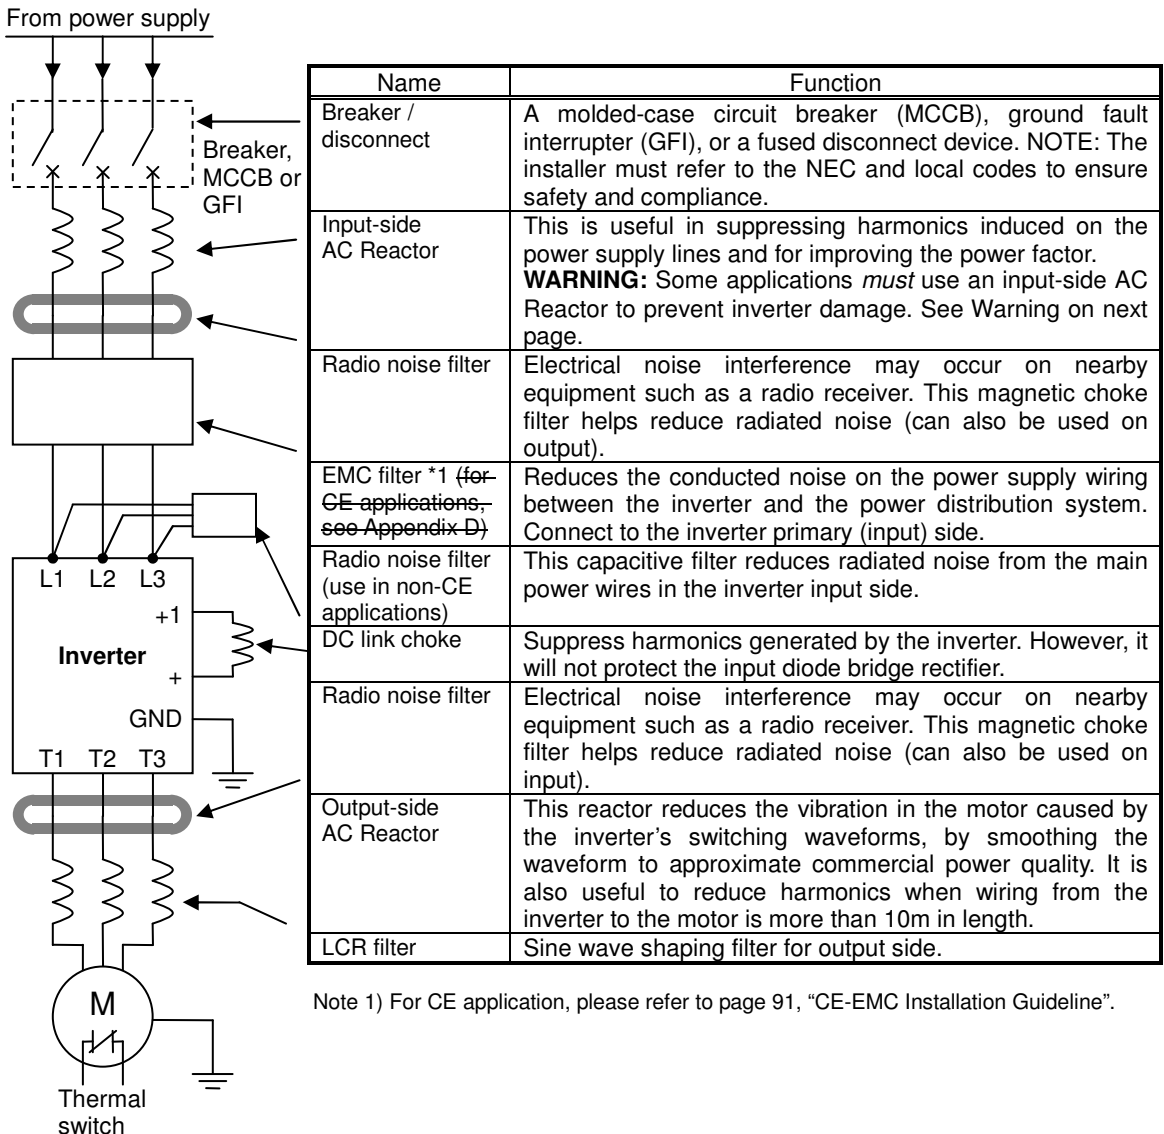 From power supply
Breaker,
MCCB or
GFI
L1 L2 L3
+1
Inverter
+
GND
T1 T2 T3
M
Thermal
switch
Name Function
Breaker /
disconnect
A molded-case circuit breaker (MCCB), ground fault
interrupter (GFI), or a fused disconnect device. NOTE: The
installer must refer to the NEC and local codes to ensure
safety and compliance.
Input-side
AC Reactor
This is useful in suppressing harmonics induced on the
power supply lines and for improving the power factor.
WARNING: Some applications must use an input-side AC
Reactor to prevent inverter damage. See Warning on next
page.
Radio noise filter
Electrical noise interference may occur on nearby
equipment such as a radio receiver. This magnetic choke
filter helps reduce radiated noise (can also be used on
output).
EMC filter *1 (for
CE applications,
see Appendix D)
Reduces the conducted noise on the power supply wiring
between the inverter and the power distribution system.
Connect to the inverter primary (input) side.
Radio noise filter
(use in non-CE
applications)
This capacitive filter reduces radiated noise from the main
power wires in the inverter input side.
DC link choke
Suppress harmonics generated by the inverter. However, it
will not protect the input diode bridge rectifier.
Radio noise filter
Electrical noise interference may occur on nearby
equipment such as a radio receiver. This magnetic choke
filter helps reduce radiated noise (can also be used on
input).
Output-side
AC Reactor
This reactor reduces the vibration in the motor caused by
the inverter's switching waveforms, by smoothing the
waveform to approximate commercial power quality. It is
also useful to reduce harmonics when wiring from the
inverter to the motor is more than 10m in length.
LCR filter
Sine wave shaping filter for output side.
Note 1) For CE application, please refer to page 91, “CE-EMC Installation Guideline”.